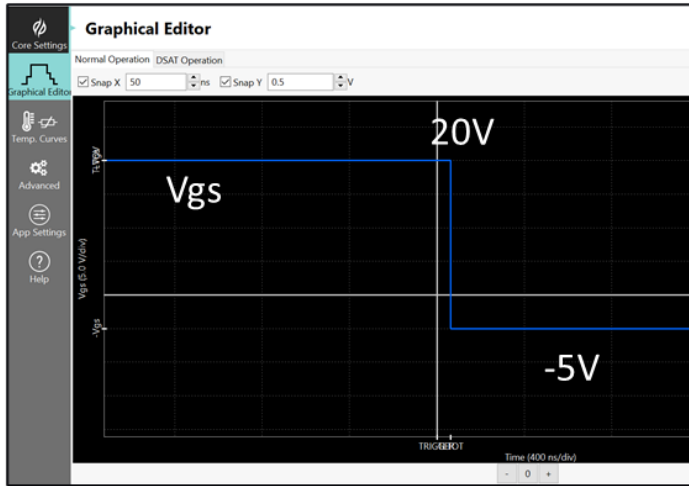 Graphical Editor
Core Settings
Graphical Editor
Temp. Curves
Advanced
App Settings
Help
Normal Operation DSAT Operation
Snap X 50 ns Snap Y 0.5 V
20V
Vgs
Vgs (5.0 V/div)
-Vgs
-5V
Time (400 ns/div)
- 0 +